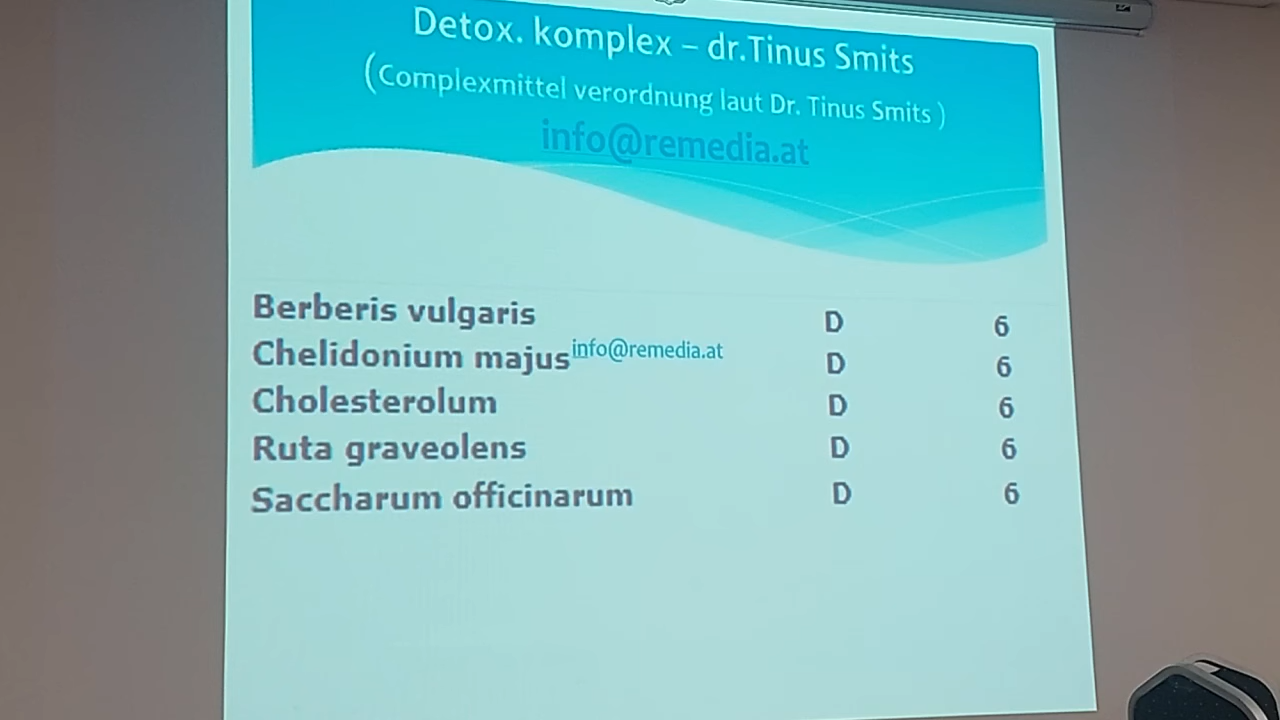 Detox. komplex – dr.Tinus Smits
(Complexmittel verordnung laut Dr. Tinus Smits )
info@remedia.at
Berberis vulgaris D 6
Chelidonium majus info@remedia.at D 6
Cholesterolum D 6
Ruta graveolens D 6
Saccharum officinarum D 6